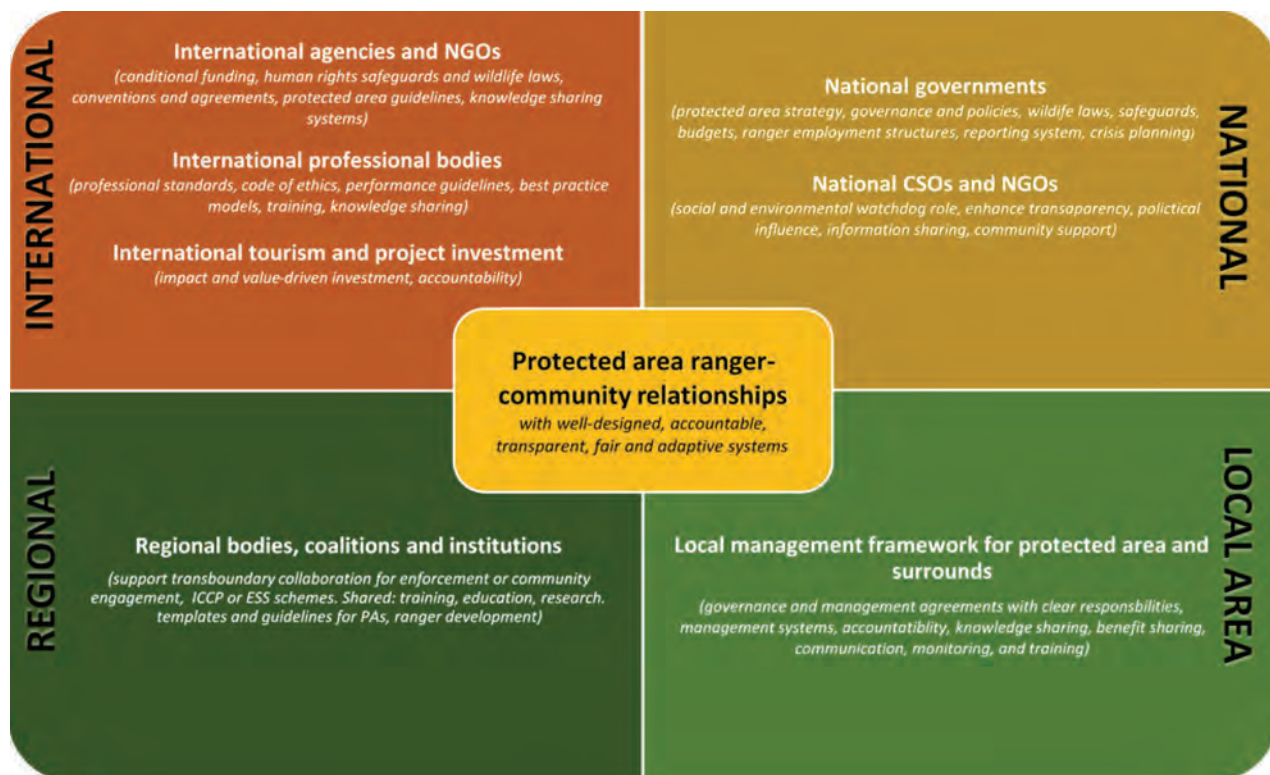 INTERNATIONAL
International agencies and NGOs
(conditional funding, human rights safeguards and wildlife laws,
conventions and agreements, protected area guidelines, knowledge sharing
systems)
International professional bodies
(professional standards, code of ethics, performance guidelines, best practice
models, training, knowledge sharing)
International tourism and project investment
(impact and value-driven investment, accountability)
NATIONAL
National governments
(protected area strategy, governance and policies, wildlife laws, safeguards,
budgets, ranger employment structures, reporting system, crisis planning)
National CSOs and NGOs
(social and environmental watchdog role, enhance transaparency, polictical
influence, information sharing, community support)
Protected area ranger-
community relationships
with well-designed, accountable,
transparent, fair and adaptive systems
REGIONAL
Regional bodies, coalitions and institutions
(support transboundary collaboration for enforcement or community
engagement, ICCP or ESS schemes. Shared: training, education, research.
templates and guidelines for PAs, ranger development)
LOCAL AREA
Local management framework for protected area and
surrounds
(governance and management agreements with clear responsbilities,
management systems, accountatiblity, knowledge sharing, benefit sharing,
communication, monitoring, and training)